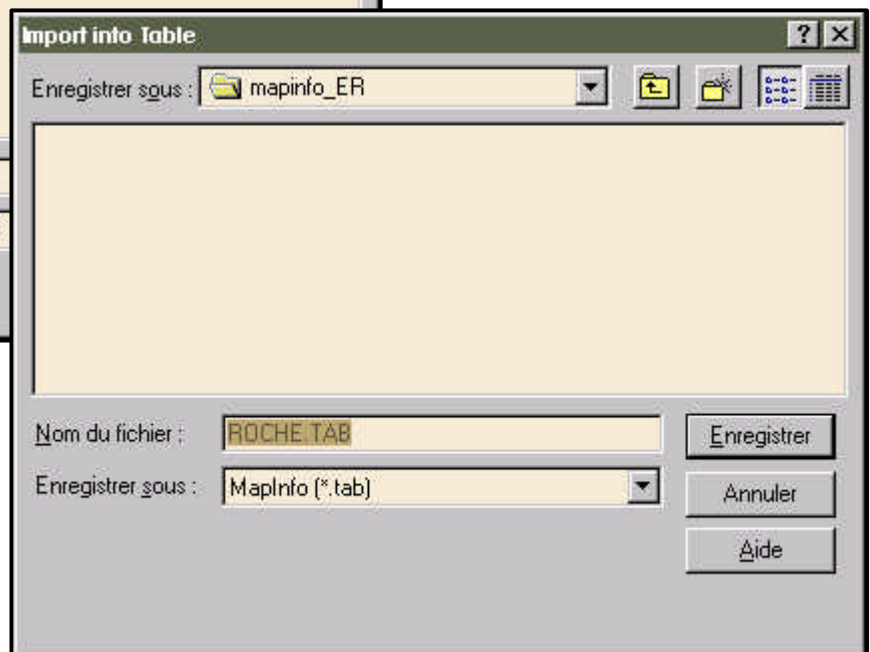 Import into Table
Enregistrer sous : mapinfo_ER
Nom du fichier : ROCHE.TAB Enregistrer
Enregistrer sous : MapInfo (*.tab) Annuler
Aide